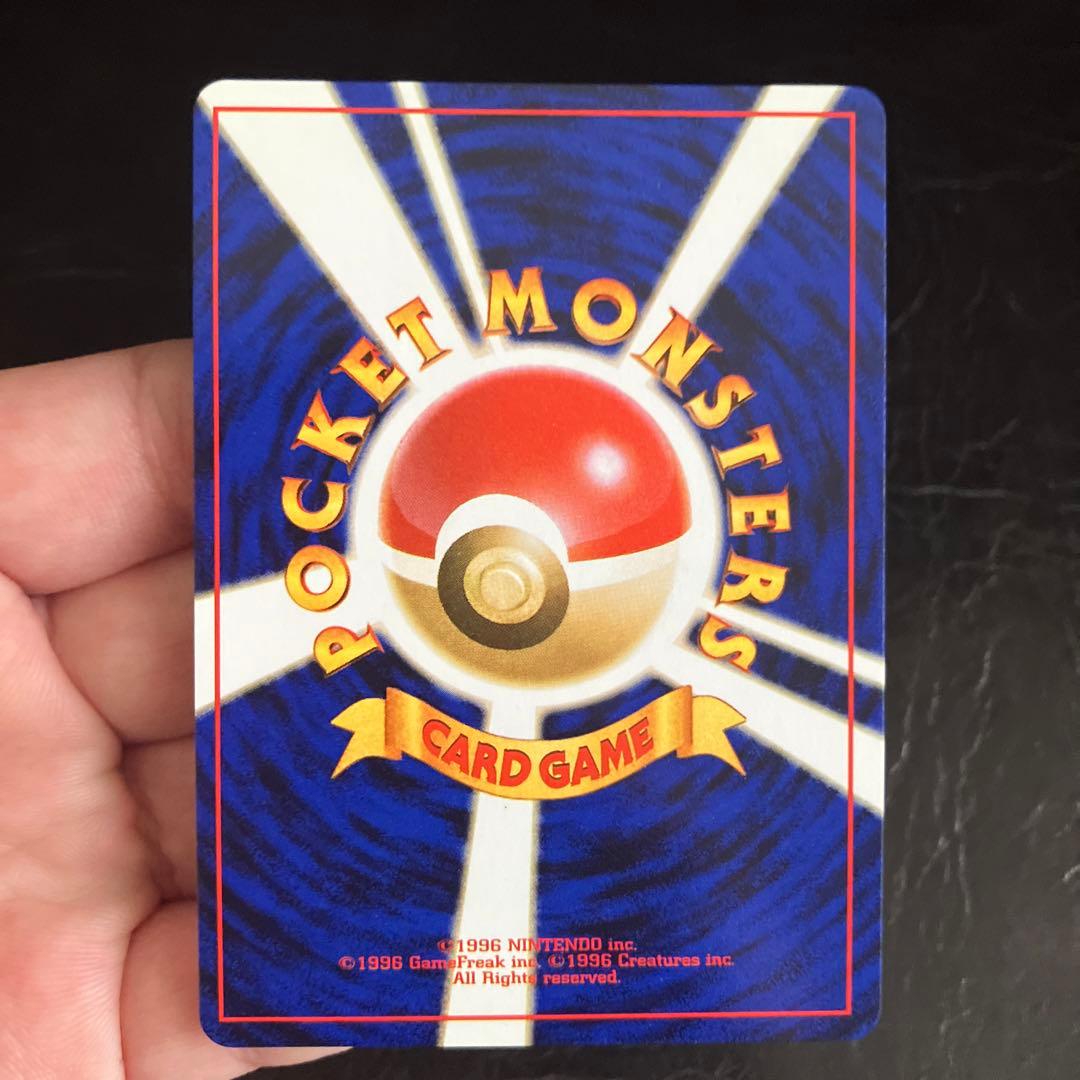 POCKET MONSTERS
CARD GAME
©1996 NINTENDO inc.
©1996 GameFreak inc. ©1996 Creatures inc.
All Rights reserved.